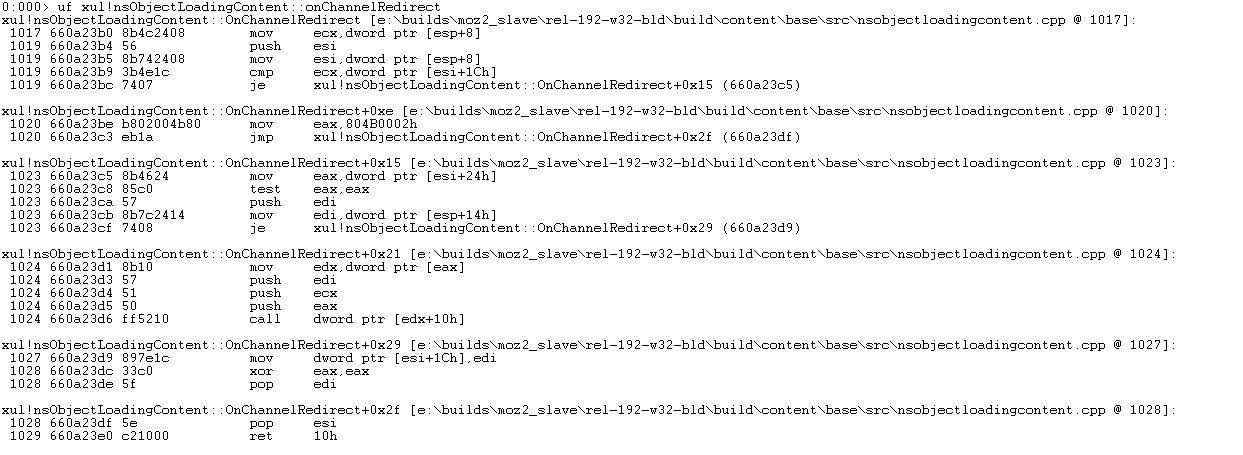 0:000> uf xul!nsObjectLoadingContent::onChannelRedirect
xul!nsObjectLoadingContent::OnChannelRedirect [e:\builds\moz2_slave\rel-192-w32-bld\build\content\base\src\nsobjectloadingcontent.cpp @ 1017]:
1017 660a23b0 8b4c2408 mov ecx,dword ptr [esp+8]
1019 660a23b4 56 push esi
1019 660a23b5 8b742408 mov esi,dword ptr [esp+8]
1019 660a23b9 3b4e1c cmp ecx,dword ptr [esi+1Ch]
1019 660a23bc 7407 je xul!nsObjectLoadingContent::OnChannelRedirect+0x15 (660a23c5)
xul!nsObjectLoadingContent::OnChannelRedirect+0xe [e:\builds\moz2_slave\rel-192-w32-bld\build\content\base\src\nsobjectloadingcontent.cpp @ 1020]:
1020 660a23be b802004b80 mov eax,804B0002h
1020 660a23c3 eb1a jmp xul!nsObjectLoadingContent::OnChannelRedirect+0x2f (660a23df)
xul!nsObjectLoadingContent::OnChannelRedirect+0x15 [e:\builds\moz2_slave\rel-192-w32-bld\build\content\base\src\nsobjectloadingcontent.cpp @ 1023]:
1023 660a23c5 8b4624 mov eax,dword ptr [esi+24h]
1023 660a23c8 85c0 test eax,eax
1023 660a23ca 57 push edi
1023 660a23cb 8b7c2414 mov edi,dword ptr [esp+14h]
1023 660a23cf 7408 je xul!nsObjectLoadingContent::OnChannelRedirect+0x29 (660a23d9)
xul!nsObjectLoadingContent::OnChannelRedirect+0x21 [e:\builds\moz2_slave\rel-192-w32-bld\build\content\base\src\nsobjectloadingcontent.cpp @ 1024]:
1024 660a23d1 8b10 mov edx,dword ptr [eax]
1024 660a23d3 57 push edi
1024 660a23d4 51 push ecx
1024 660a23d5 50 push eax
1024 660a23d6 ff5210 call dword ptr [edx+10h]
xul!nsObjectLoadingContent::OnChannelRedirect+0x29 [e:\builds\moz2_slave\rel-192-w32-bld\build\content\base\src\nsobjectloadingcontent.cpp @ 1027]:
1027 660a23d9 897e1c mov dword ptr [esi+1Ch],edi
1028 660a23dc 33c0 xor eax,eax
1028 660a23de 5f pop edi
xul!nsObjectLoadingContent::OnChannelRedirect+0x2f [e:\builds\moz2_slave\rel-192-w32-bld\build\content\base\src\nsobjectloadingcontent.cpp @ 1028]:
1028 660a23df 5e pop esi
1029 660a23e0 c21000 ret 10h